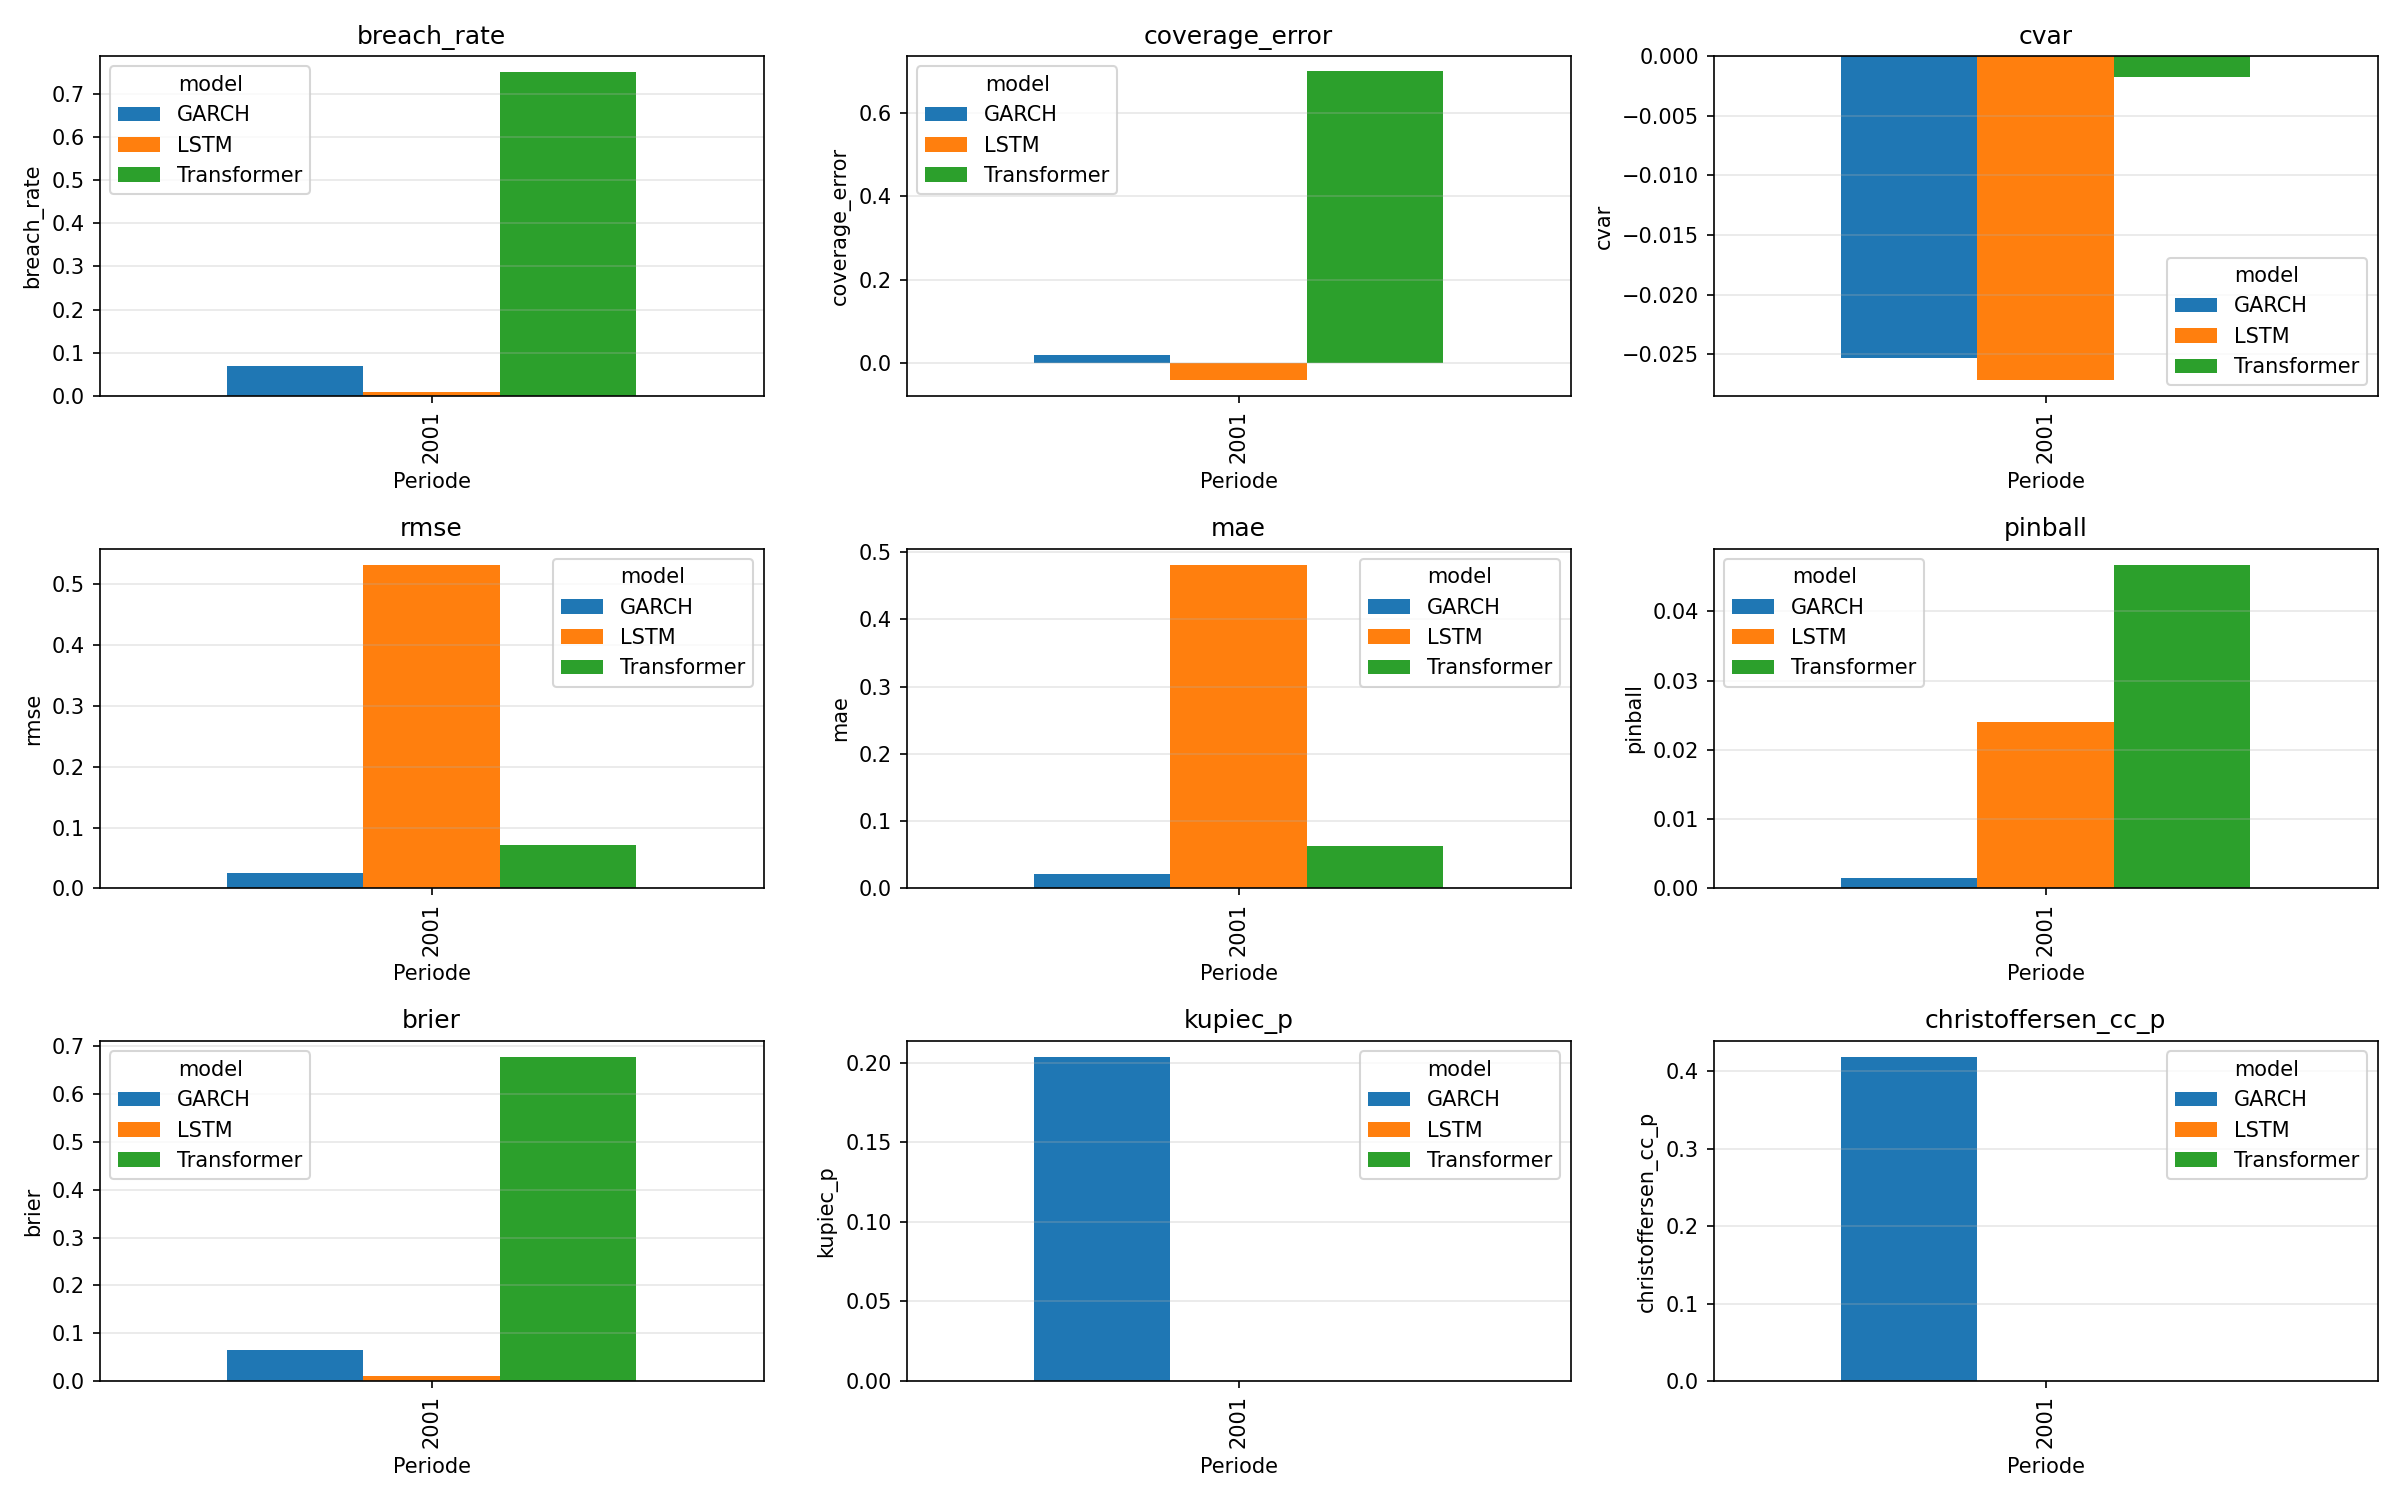 breach_rate
breach_rate
0.7
0.6
0.5
0.4
0.3
0.2
0.1
0.0
model
GARCH
LSTM
Transformer
2001
Periode
coverage_error
coverage_error
0.6
0.4
0.2
0.0
model
GARCH
LSTM
Transformer
2001
Periode
cvar
cvar
0.000
−0.005
−0.010
−0.015
−0.020
−0.025
model
GARCH
LSTM
Transformer
2001
Periode
rmse
rmse
0.5
0.4
0.3
0.2
0.1
0.0
model
GARCH
LSTM
Transformer
2001
Periode
mae
mae
0.5
0.4
0.3
0.2
0.1
0.0
model
GARCH
LSTM
Transformer
2001
Periode
pinball
pinball
0.04
0.03
0.02
0.01
0.00
model
GARCH
LSTM
Transformer
2001
Periode
brier
brier
0.7
0.6
0.5
0.4
0.3
0.2
0.1
0.0
model
GARCH
LSTM
Transformer
2001
Periode
kupiec_p
kupiec_p
0.20
0.15
0.10
0.05
0.00
model
GARCH
LSTM
Transformer
2001
Periode
christoffersen_cc_p
christoffersen_cc_p
0.4
0.3
0.2
0.1
0.0
model
GARCH
LSTM
Transformer
2001
Periode